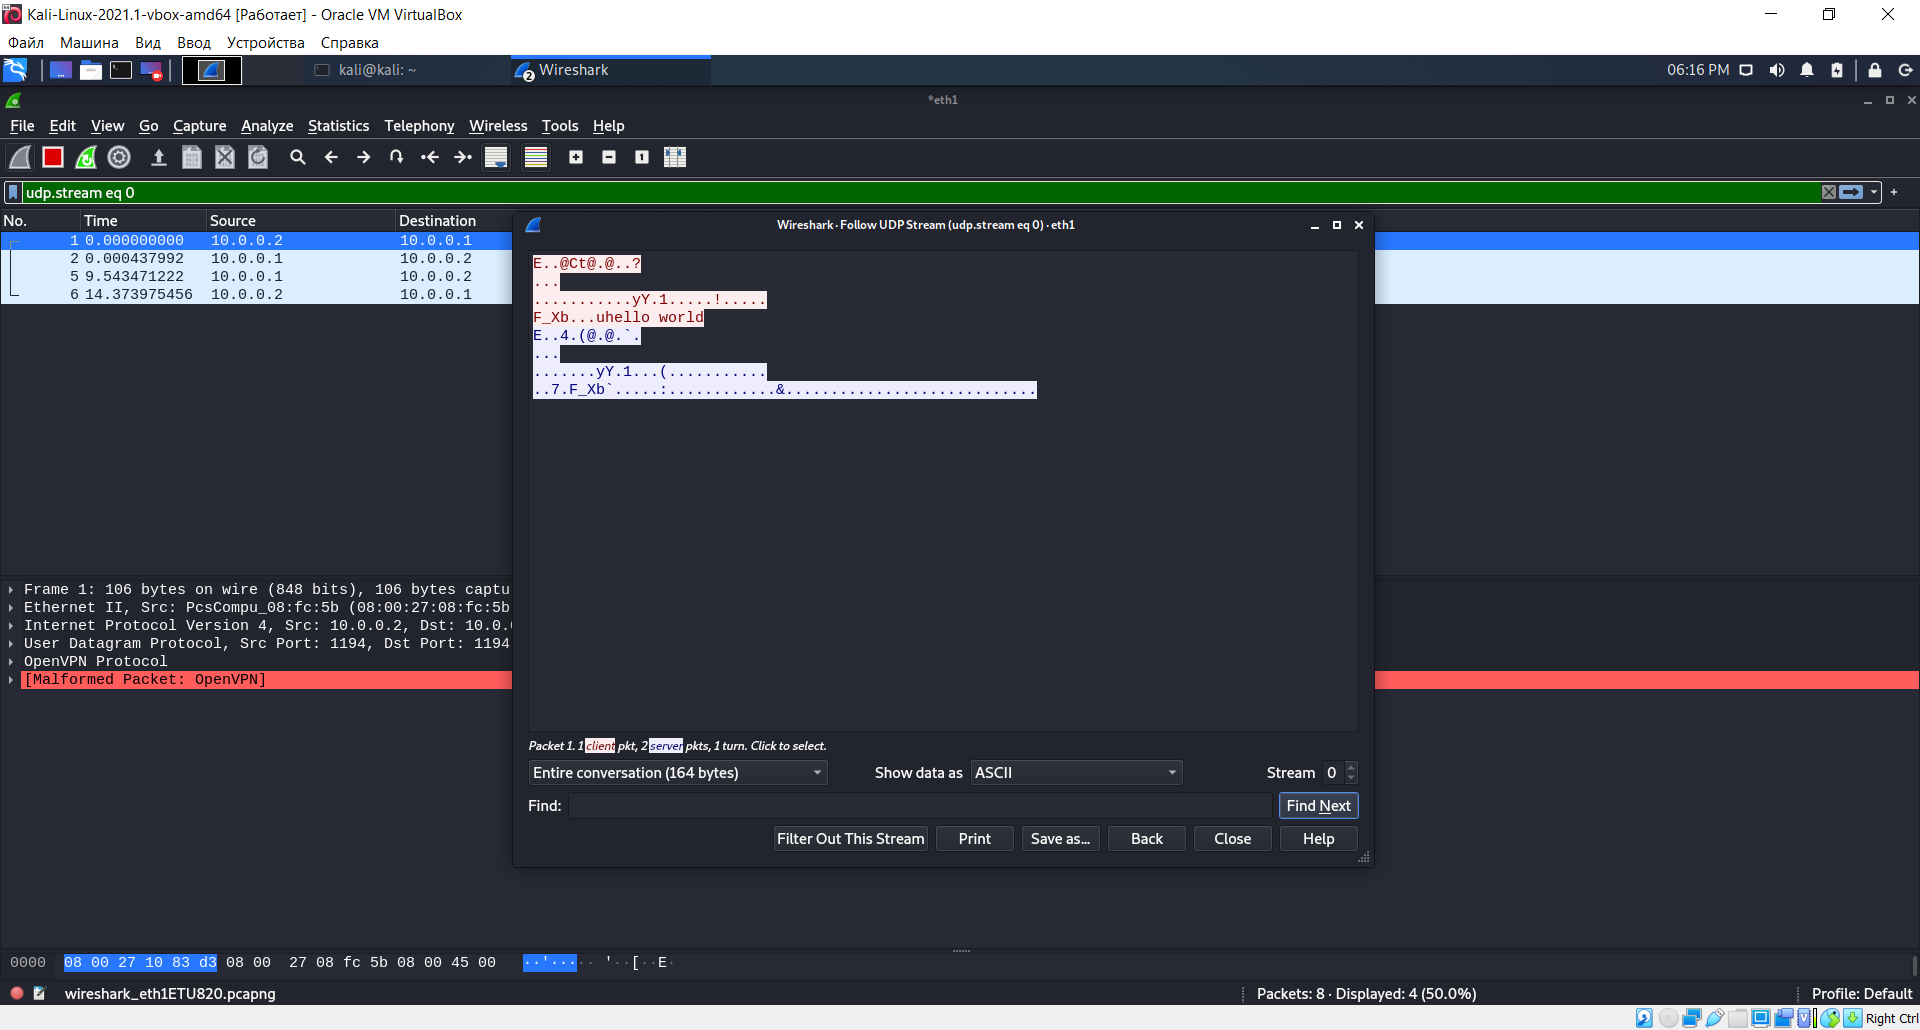 Kali-Linux-2021.1-vbox-amd64 [Работает] - Oracle VM VirtualBox
Файл Машина Вид Ввод Устройства Справка
kali@kali: ~
2 Wireshark
06:16 PM
*eth1
File Edit View Go Capture Analyze Statistics Telephony Wireless Tools Help
udp.stream eq 0
No. Time Source Destination
1 0.000000000 10.0.0.2 10.0.0.1
2 0.000437992 10.0.0.1 10.0.0.2
5 9.543471222 10.0.0.1 10.0.0.2
6 14.373975456 10.0.0.2 10.0.0.1
Wireshark · Follow UDP Stream (udp.stream eq 0) · eth1
E..@Ct@.@..?
...
...........yY.1.....!.....
F_Xb...uhello world
E..4.(@.@.`.
...
.......yY.1...(...........
..7.F_Xb`.....:............&............................
Packet 1. 1 client pkt, 2 server pkts, 1 turn. Click to select.
Entire conversation (164 bytes)
Show data as ASCII
Stream 0
Find:
Find Next
Filter Out This Stream Print Save as... Back Close Help
Frame 1: 106 bytes on wire (848 bits), 106 bytes captu
Ethernet II, Src: PcsCompu_08:fc:5b (08:00:27:08:fc:5b
Internet Protocol Version 4, Src: 10.0.0.2, Dst: 10.0.0
User Datagram Protocol, Src Port: 1194, Dst Port: 1194
OpenVPN Protocol
[Malformed Packet: OpenVPN]
0000 08 00 27 10 83 d3 08 00 27 08 fc 5b 08 00 45 00 ··'····· '··[··E·
wireshark_eth1ETU820.pcapng
Packets: 8 · Displayed: 4 (50.0%)
Profile: Default
Right Ctrl